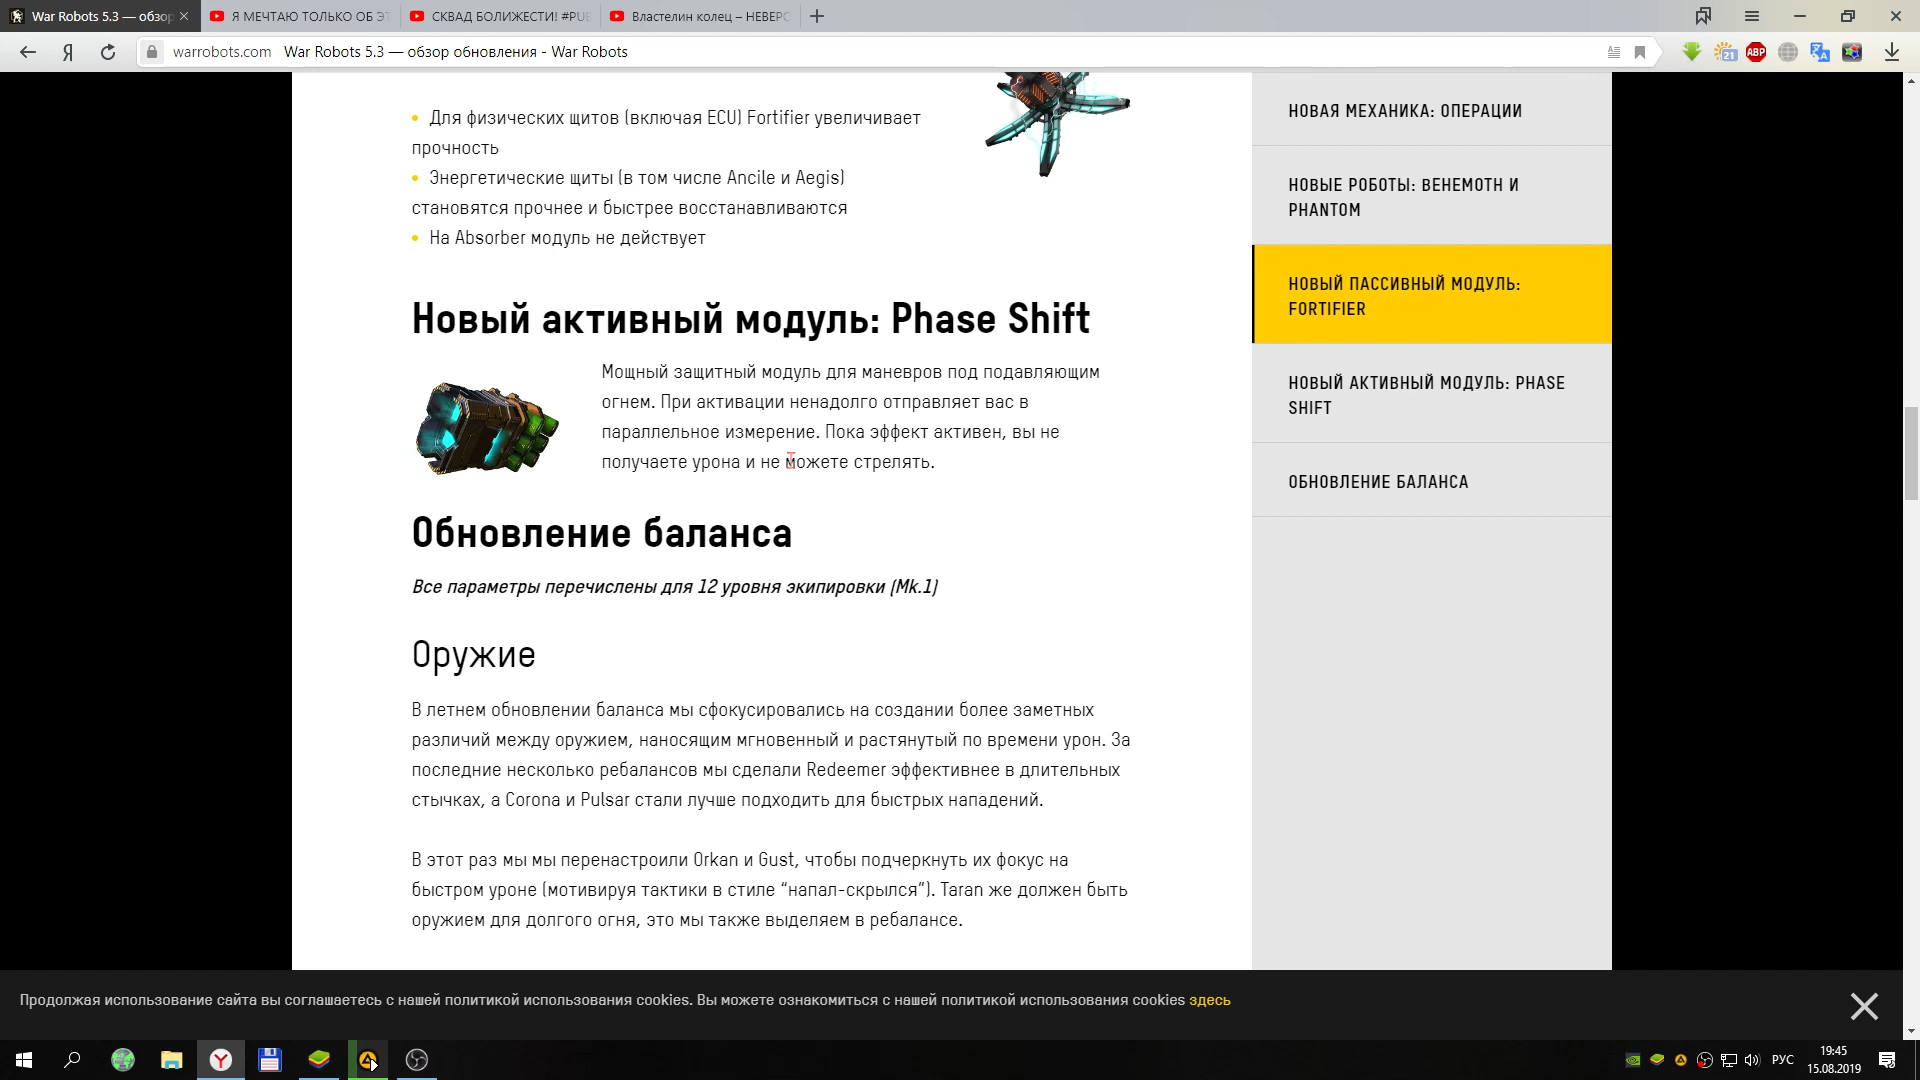 War Robots 5.3 — обзор
Я МЕЧТАЮ ТОЛЬКО ОБ ЭТ
СКВАД БОЛИЖЕСТИ! #PUB
Властелин колец – НЕВЕРО
warrobots.com War Robots 5.3 — обзор обновления - War Robots
21
ABP
Для физических щитов (включая ECU) Fortifier увеличивает
прочность
Энергетические щиты (в том числе Ancile и Aegis)
становятся прочнее и быстрее восстанавливаются
На Absorber модуль не действует
Новый активный модуль: Phase Shift
Мощный защитный модуль для маневров под подавляющим
огнем. При активации ненадолго отправляет вас в
параллельное измерение. Пока эффект активен, вы не
получаете урона и не можете стрелять.
Обновление баланса
Все параметры перечислены для 12 уровня экипировки (Mk.1)
Оружие
В летнем обновлении баланса мы сфокусировались на создании более заметных
различий между оружием, наносящим мгновенный и растянутый по времени урон. За
последние несколько ребалансов мы сделали Redeemer эффективнее в длительных
стычках, а Corona и Pulsar стали лучше подходить для быстрых нападений.
В этот раз мы мы перенастроили Orkan и Gust, чтобы подчеркнуть их фокус на
быстром уроне (мотивируя тактики в стиле “напал-скрылся”). Taran же должен быть
оружием для долгого огня, это мы также выделяем в ребалансе.
НОВАЯ МЕХАНИКА: ОПЕРАЦИИ
НОВЫЕ РОБОТЫ: BEHEMOTH И
PHANTOM
НОВЫЙ ПАССИВНЫЙ МОДУЛЬ:
FORTIFIER
НОВЫЙ АКТИВНЫЙ МОДУЛЬ: PHASE
SHIFT
ОБНОВЛЕНИЕ БАЛАНСА
Продолжая использование сайта вы соглашаетесь с нашей политикой использования cookies. Вы можете ознакомиться с нашей политикой использования cookies здесь
РУС
19:45
15.08.2019